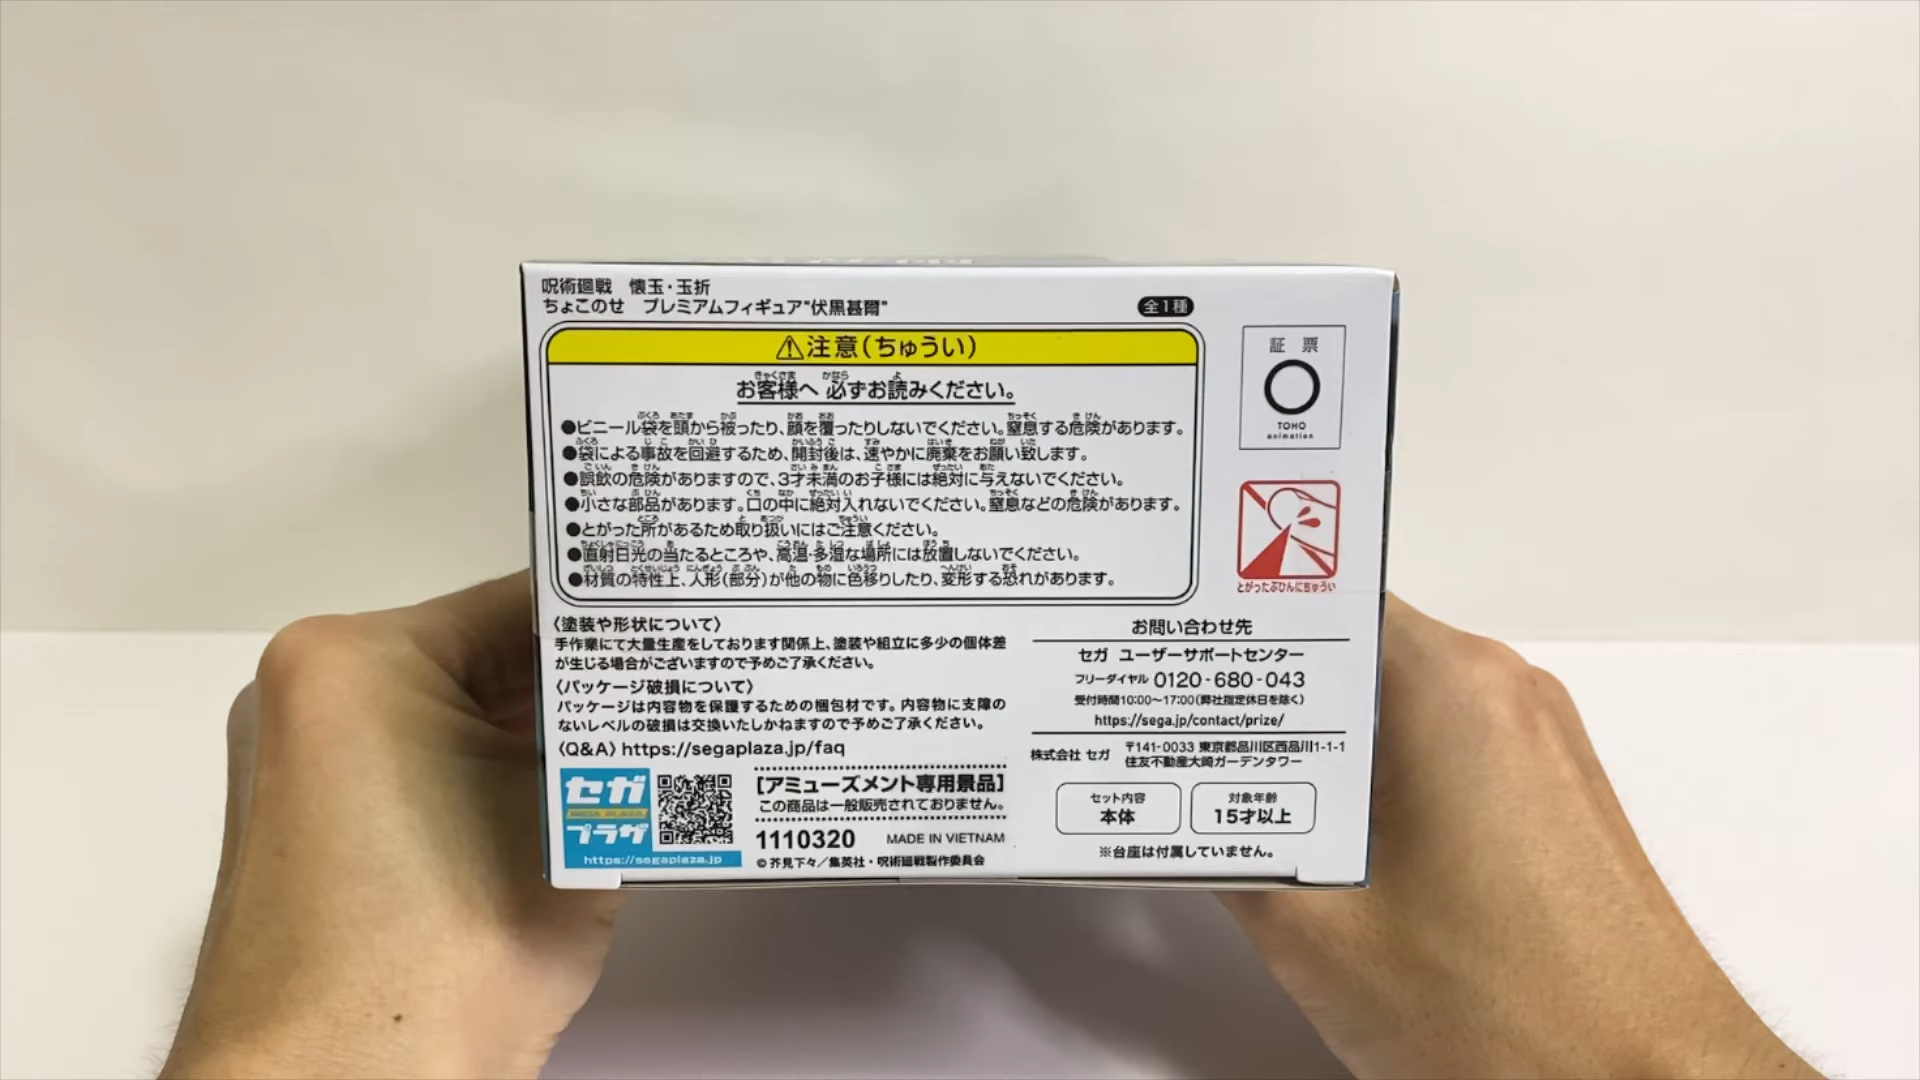 呪術廻戦　懐玉・玉折
ちょこのせ　プレミアムフィギュア"伏黒甚爾"
全1種
⚠注意(ちゅうい)
お客様へ 必ずお読みください。
●ビニール袋を頭から被ったり、顔を覆ったりしないでください。窒息する危険があります。
●袋による事故を回避するため、開封後は、速やかに廃棄をお願い致します。
●誤飲の危険がありますので、3才未満のお子様には絶対に与えないでください。
●小さな部品があります。口の中に絶対入れないでください。窒息などの危険があります。
●とがった所があるため取り扱いにはご注意ください。
●直射日光の当たるところや、高温・多湿な場所には放置しないでください。
●材質の特性上、人形(部分)が他の物に色移りしたり、変形する恐れがあります。
証 票
TOHO
animation
とがったぶひんにちゅうい
〈塗装や形状について〉
手作業にて大量生産をしております関係上、塗装や組立に多少の個体差
が生じる場合がございますので予めご了承ください。
〈パッケージ破損について〉
パッケージは内容物を保護するための梱包材です。内容物に支障の
ないレベルの破損は交換いたしかねますので予めご了承ください。
〈Q&A〉https://segaplaza.jp/faq
セガ
SEGA PLAZA
プラザ
https://segaplaza.jp
[アミューズメント専用景品]
この商品は一般販売されておりません。
1110320 MADE IN VIETNAM
©芥見下々／集英社・呪術廻戦製作委員会
お問い合わせ先
セガ ユーザーサポートセンター
フリーダイヤル 0120-680-043
受付時間10:00～17:00(弊社指定休日を除く)
https://sega.jp/contact/prize/
株式会社 セガ 〒141-0033 東京都品川区西品川1-1-1
住友不動産大崎ガーデンタワー
セット内容
本体
対象年齢
15才以上
※台座は付属していません。